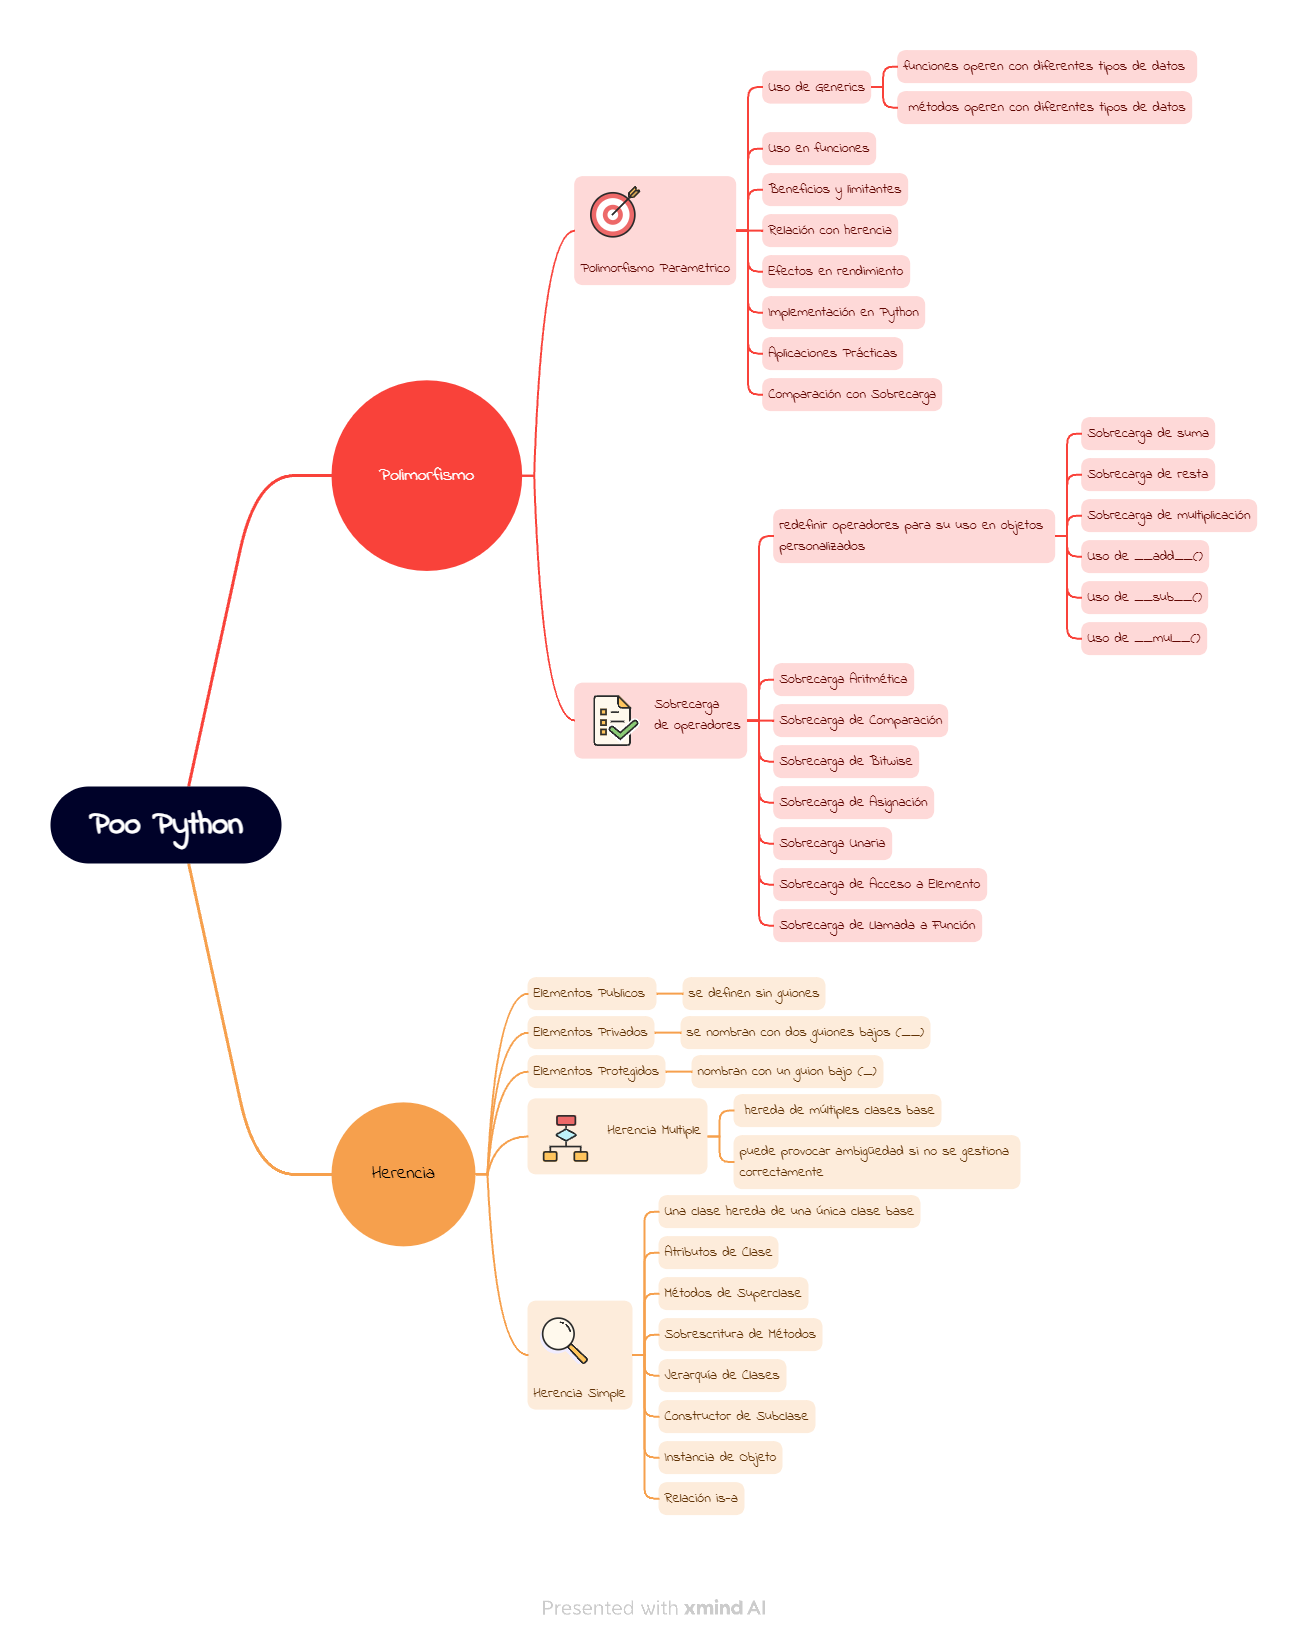 Poo Python
Polimorfismo
Polimorfismo Parametrico
Uso de Generics
funciones operen con diferentes tipos de datos
métodos operen con diferentes tipos de datos
Uso en funciones
Beneficios y limitantes
Relación con herencia
Efectos en rendimiento
Implementación en Python
Aplicaciones Prácticas
Comparación con Sobrecarga
Sobrecarga
de operadores
redefinir operadores para su uso en objetos
personalizados
Sobrecarga de suma
Sobrecarga de resta
Sobrecarga de multiplicación
Uso de __add__()
Uso de __sub__()
Uso de __mul__()
Sobrecarga Aritmética
Sobrecarga de Comparación
Sobrecarga de Bitwise
Sobrecarga de Asignación
Sobrecarga Unaria
Sobrecarga de Acceso a Elemento
Sobrecarga de Llamada a Función
Herencia
Elementos Publicos
se definen sin guiones
Elementos Privados
se nombran con dos guiones bajos (__)
Elementos Protegidos
nombran con un guion bajo (_)
Herencia Multiple
hereda de múltiples clases base
puede provocar ambigüedad si no se gestiona
correctamente
Herencia Simple
Una clase hereda de una única clase base
Atributos de Clase
Métodos de Superclase
Sobrescritura de Métodos
Jerarquía de Clases
Constructor de Subclase
Instancia de Objeto
Relación is-a
Presented with xmind AI